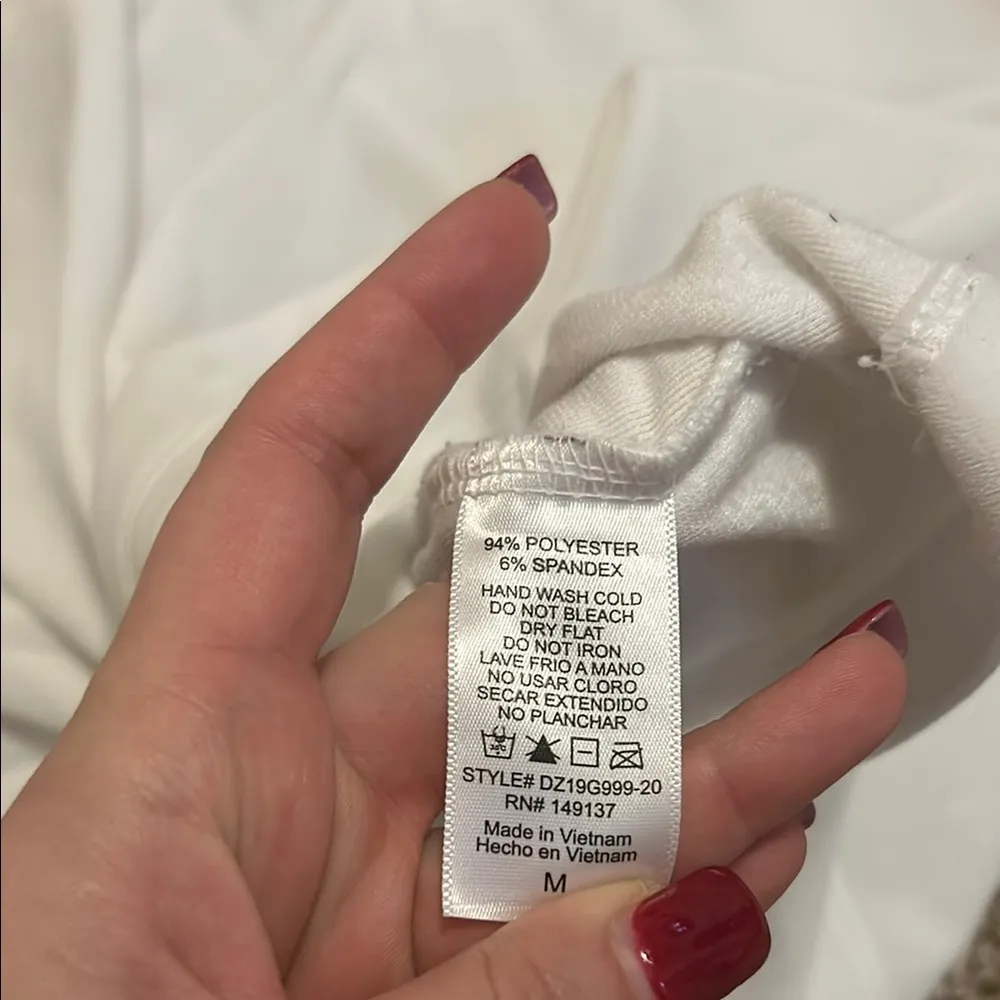 94% POLYESTER
6% SPANDEX
HAND WASH COLD
DO NOT BLEACH
DRY FLAT
DO NOT IRON
LAVE FRIO A MANO
NO USAR CLORO
SECAR EXTENDIDO
NO PLANCHAR
30°C
STYLE# DZ19G999-20
RN# 149137
Made in Vietnam
Hecho en Vietnam
M